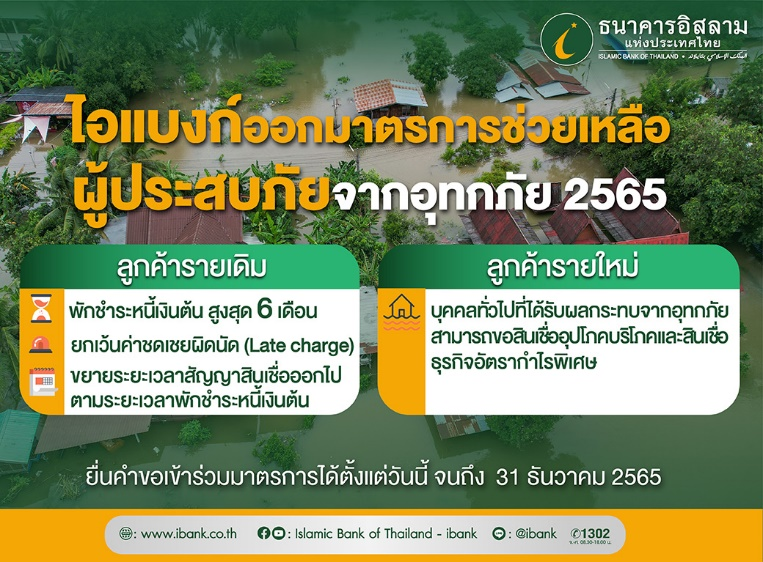 ธนาคารอิสลาม
แห่งประเทศไทย
ISLAMIC BANK OF THAILAND •
ไอแบงก์ออกมาตรการช่วยเหลือ
ผู้ประสบภัยจากอุทกภัย 2565
ลูกค้ารายเดิม
พักชำระหนี้เงินต้น สูงสุด 6 เดือน
ยกเว้นค่าชดเชยผิดนัด (Late charge)
ขยายระยะเวลาสัญญาสินเชื่อออกไป
ตามระยะเวลาพักชำระหนี้เงินต้น
ลูกค้ารายใหม่
บุคคลทั่วไปที่ได้รับผลกระทบจากอุทกภัย
สามารถขอสินเชื่ออุปโภคบริโภคและสินเชื่อ
ธุรกิจอัตรากำไรพิเศษ
ยื่นคำขอเข้าร่วมมาตรการได้ตั้งแต่วันนี้ จนถึง 31 ธันวาคม 2565
: www.ibank.co.th : Islamic Bank of Thailand - ibank : @ibank 1302
จ.-ศ. 08.30-18.00 น.